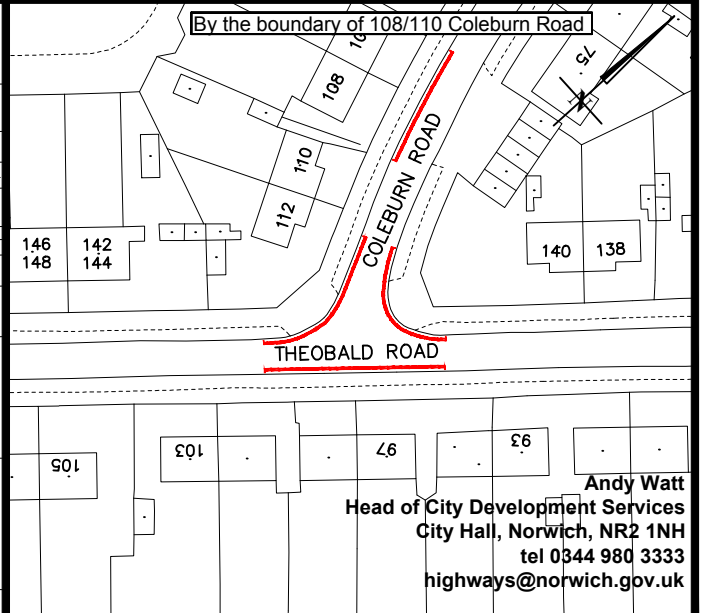 By the boundary of 108/110 Coleburn Road
108
110
112
75
N
COLEBURN ROAD
146
148
142
144
140
138
THEOBALD ROAD
105
103
97
93
Andy Watt
Head of City Development Services
City Hall, Norwich, NR2 1NH
tel 0344 980 3333
highways@norwich.gov.uk